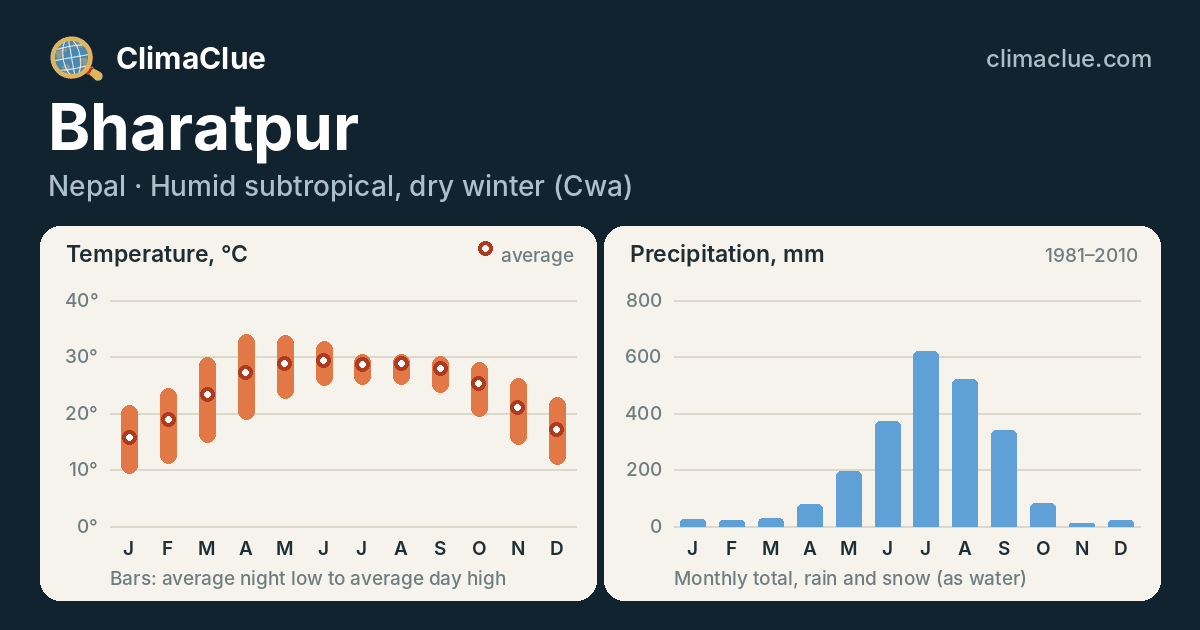 ClimaClue
climaclue.com
Bharatpur
Nepal · Humid subtropical, dry winter (Cwa)
Temperature, °C
average
40°
30°
20°
10°
0°
J F M A M J J A S O N D
Bars: average night low to average day high
Precipitation, mm
1981–2010
800
600
400
200
0
J F M A M J J A S O N D
Monthly total, rain and snow (as water)